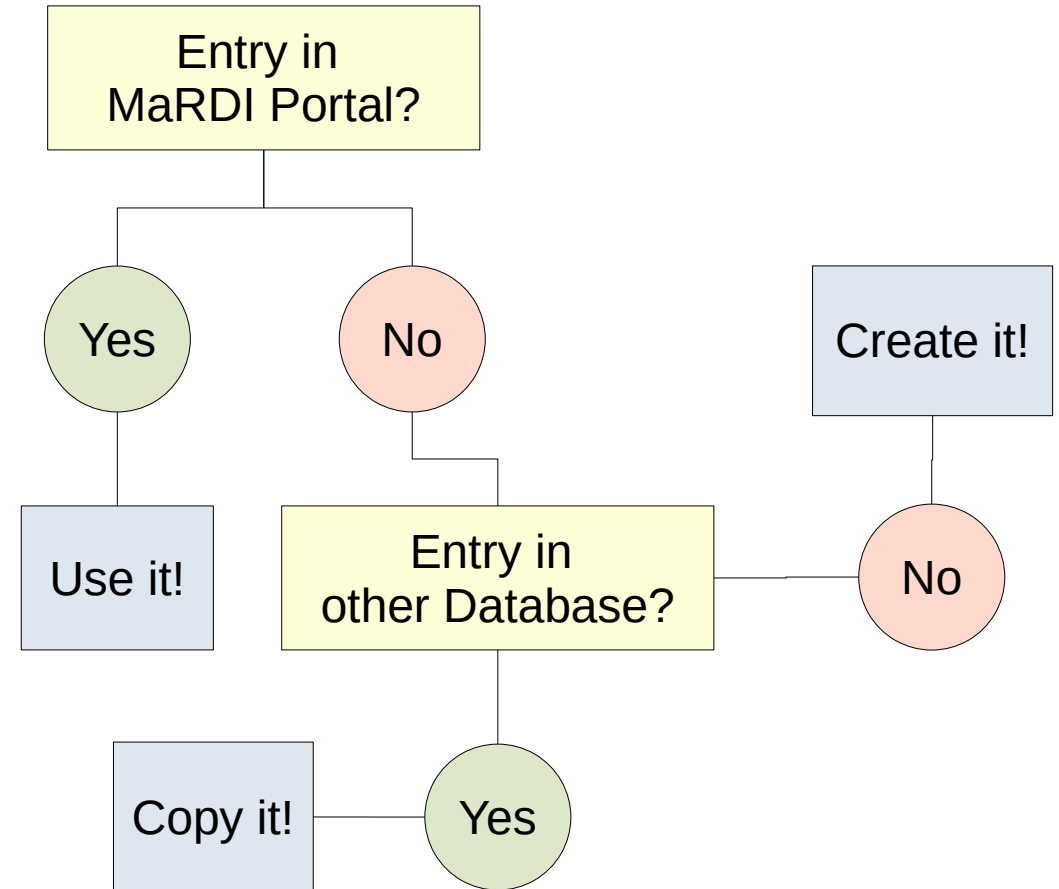 Entry in
MaRDI Portal?
Yes
No
Create it!
Use it!
Entry in
other Database?
No
Copy it!
Yes